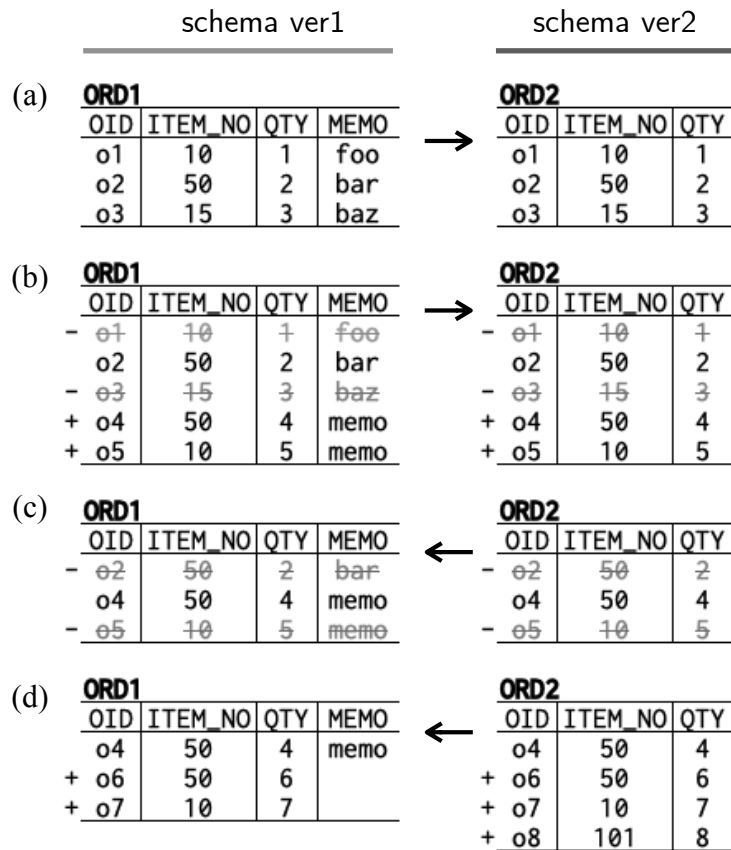 schema ver1 schema ver2
(a) ORD1 ORD2
OID ITEM_NO QTY MEMO OID ITEM_NO QTY
o1 10 1 foo → o1 10 1
o2 50 2 bar o2 50 2
o3 15 3 baz o3 15 3
(b) ORD1 ORD2
OID ITEM_NO QTY MEMO → OID ITEM_NO QTY
- o1 10 1 foo - o1 10 1
o2 50 2 bar o2 50 2
- o3 15 3 baz - o3 15 3
+ o4 50 4 memo + o4 50 4
+ o5 10 5 memo + o5 10 5
(c) ORD1 ORD2
OID ITEM_NO QTY MEMO ← OID ITEM_NO QTY
- o2 50 2 bar - o2 50 2
o4 50 4 memo o4 50 4
- o5 10 5 memo - o5 10 5
(d) ORD1 ORD2
OID ITEM_NO QTY MEMO ← OID ITEM_NO QTY
o4 50 4 memo o4 50 4
+ o6 50 6 + o6 50 6
+ o7 10 7 + o7 10 7
+ o8 101 8